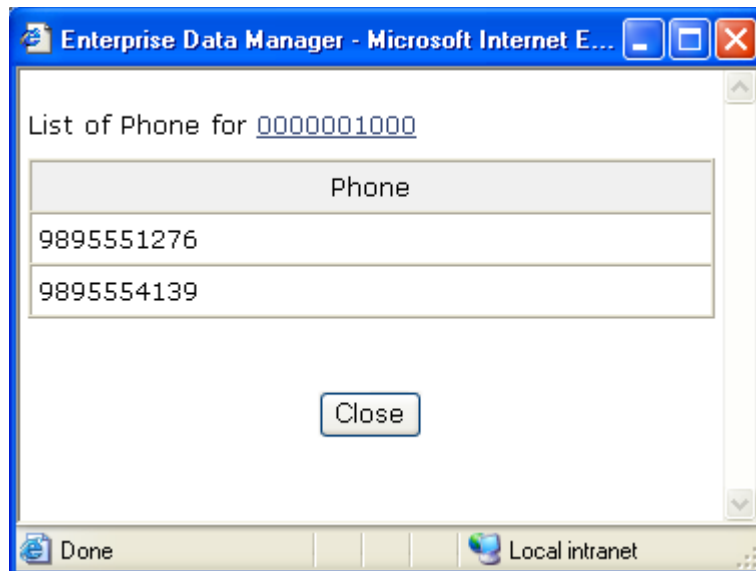 Enterprise Data Manager - Microsoft Internet E...
List of Phone for 0000001000
Phone
9895551276
9895554139
Close
Done
Local intranet